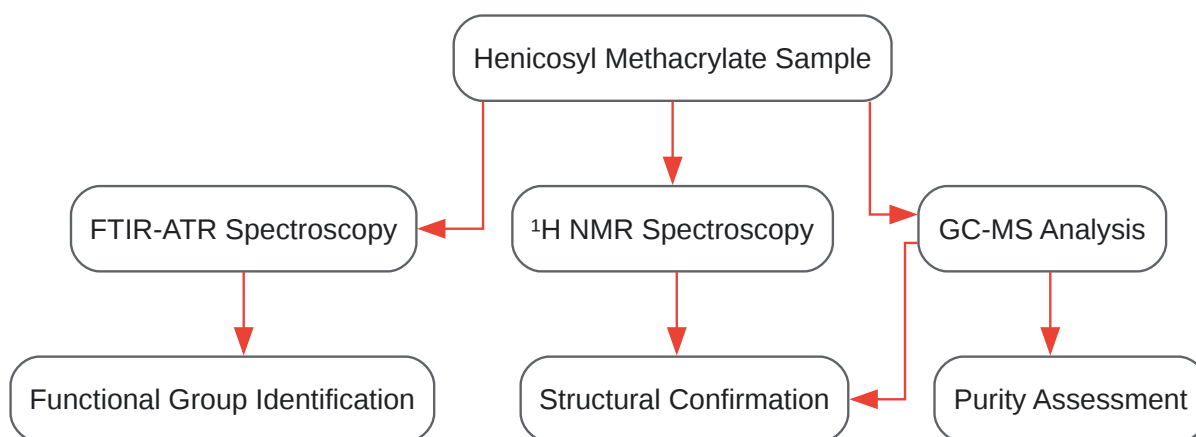 Henicosyl Methacrylate Sample
FTIR-ATR Spectroscopy
¹H NMR Spectroscopy
GC-MS Analysis
Functional Group Identification
Structural Confirmation
Purity Assessment